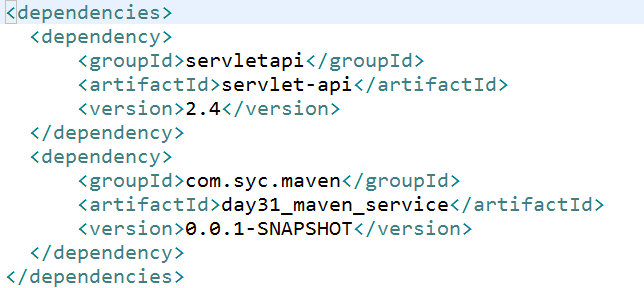 <dependencies>
<dependency>
<groupId>servletapi</groupId>
<artifactId>servlet-api</artifactId>
<version>2.4</version>
</dependency>
<dependency>
<groupId>com.syc.maven</groupId>
<artifactId>day31_maven_service</artifactId>
<version>0.0.1-SNAPSHOT</version>
</dependency>
</dependencies>